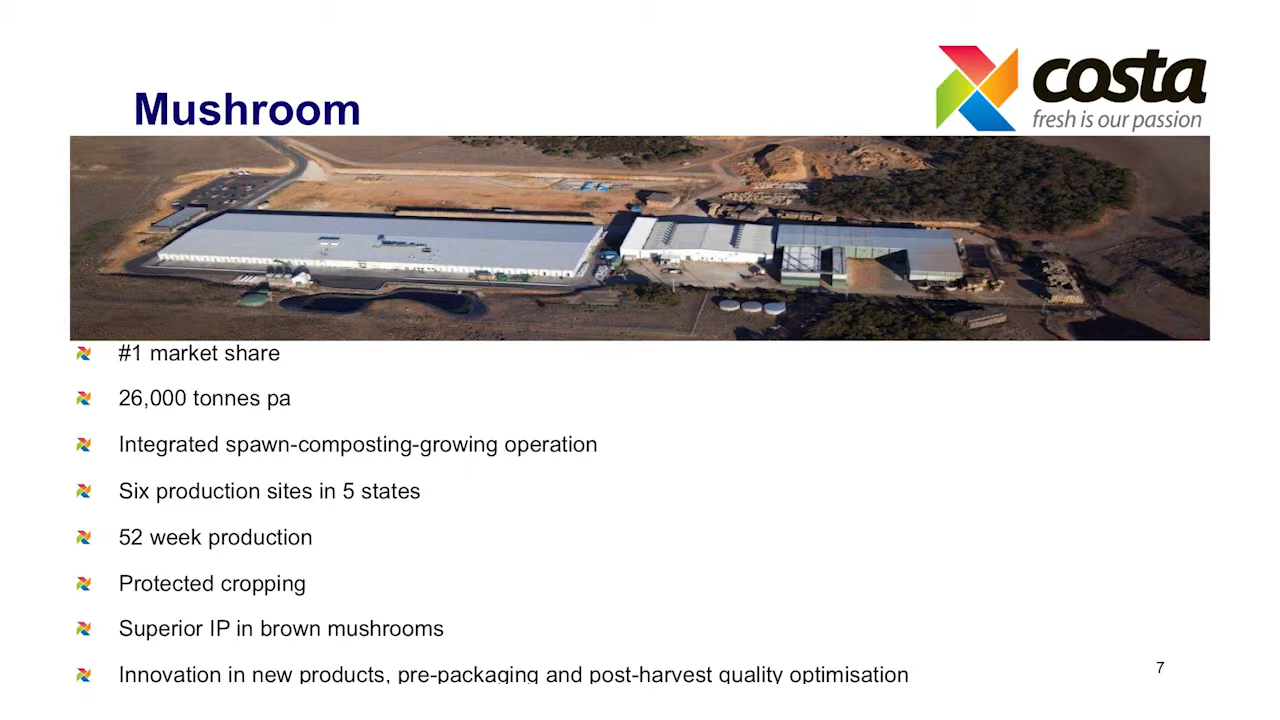 Mushroom
costa
fresh is our passion
#1 market share
26,000 tonnes pa
Integrated spawn-composting-growing operation
Six production sites in 5 states
52 week production
Protected cropping
Superior IP in brown mushrooms
Innovation in new products, pre-packaging and post-harvest quality optimisation
7